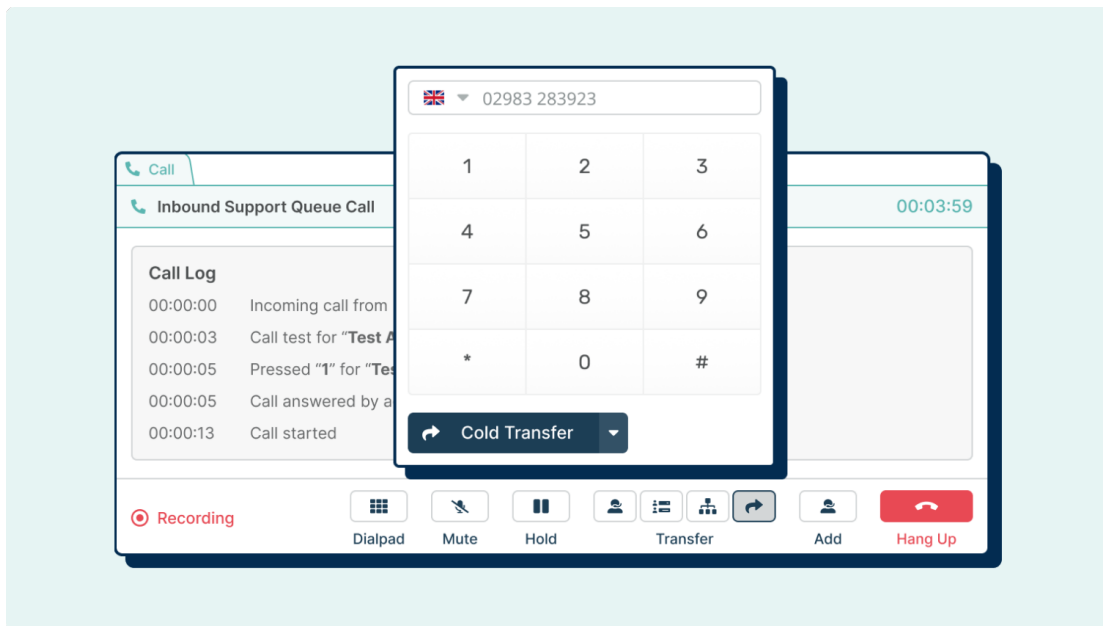 02983 283923
1 2 3
4 5 6
7 8 9
* 0 #
Cold Transfer
Call
Inbound Support Queue Call 00:03:59
Call Log
00:00:00 Incoming call from
00:00:03 Call test for “Test
00:00:05 Pressed “1” for
00:00:05 Call answered by
00:00:13 Call started
Recording
Dialpad Mute Hold Transfer Add Hang Up